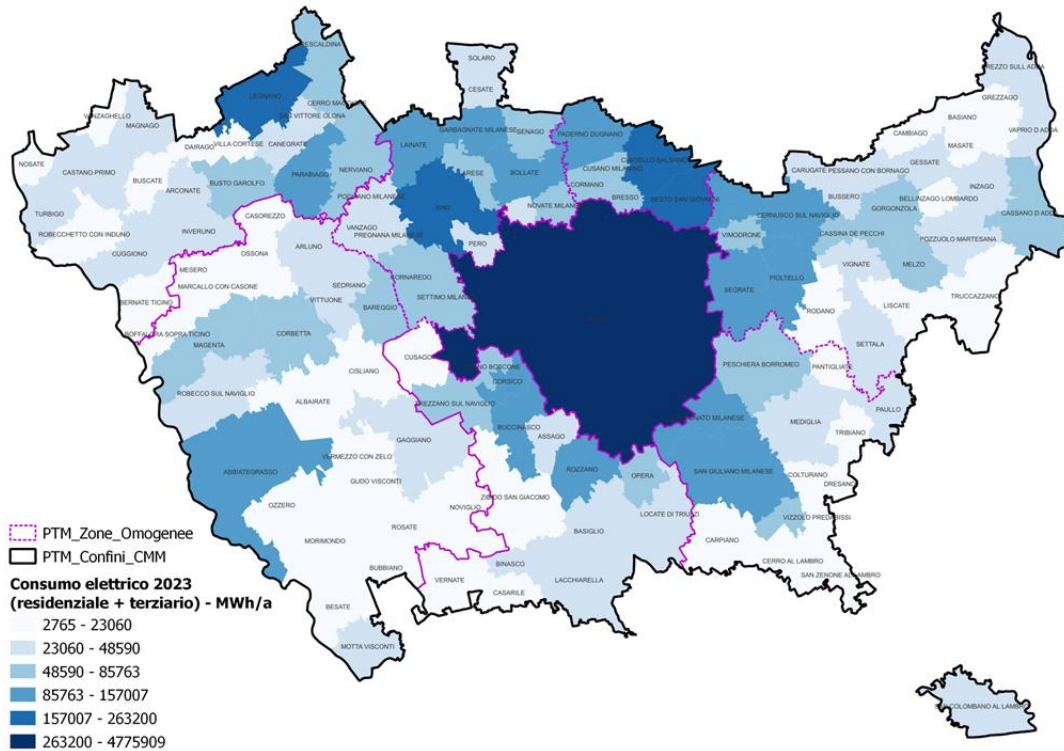 RESCALDINA
SOLARO
CESATE
LEGNANO
CERRO MAGGIORE
SAN VITTORE OLONA
VANZAGHELLO
MAGNAGO
VILLA CORTESE
DAIRAGO
CANEGRATE
NOSATE
CASTANO PRIMO
BUSCATE
ARCONATE
BUSTO GAROLFO
PARABIAGO
NERVIANO
LAINATE
GARBAGNATE MILANESE
SENAGO
PADERNO DUGNANO
ARESE
BOLLATE
CUSANO MILANINO
CINISELLO BALSAMO
CORMANO
BRESSO
SESTO SAN GIOVANNI
NOVATE MILANESE
RHO
PERO
POGLIANO MILANESE
VANZAGO
PREGNANA MILANESE
TURBIGO
ROBECCHETTO CON INDUNO
CUGGIONO
INVERUNO
CASOREZZO
OSSONA
ARLUNO
MESERO
MARCALLO CON CASONE
BERNATE TICINO
BOFFALORA SOPRA TICINO
SEDRIANO
VITTUONE
BAREGGIO
CORNAREDO
SETTIMO MILANESE
MAGENTA
CORBETTA
ROBECCO SUL NAVIGLIO
CISLIANO
CUSAGO
ALBAIRATE
TREZZANO SUL NAVIGLIO
CORSICO
BUCCINASCO
ASSAGO
ROZZANO
OPERA
GAGGIANO
VERMEZZO CON ZELO
GUDO VISCONTI
ABBIATEGRASSO
OZZERO
MORIMONDO
ROSATE
NOVIGLIO
ZIBIDO SAN GIACOMO
BASIGLIO
LOCATE DI TRIULZI
BINASCO
LACCHIARELLA
VERNATE
CASARILE
BUBBIANO
BESATE
MOTTA VISCONTI
TREZZO SULL'ADDA
GREZZAGO
BASIANO
CAMBIAGO
MASATE
VAPRIO D'ADDA
GESSATE
CARUGATE
PESSANO CON BORNAGO
BUSSERO
BELLINZAGO LOMBARDO
INZAGO
GORGONZOLA
CERNUSCO SUL NAVIGLIO
CASSANO D'ADDA
VIMODRONE
CASSINA DE PECCHI
POZZUOLO MARTESANA
PIOLTELLO
VIGNATE
MELZO
SEGRATE
LISCATE
TRUCCAZZANO
RODANO
SETTALA
PESCHIERA BORROMEO
PANTIGLIATE
PAULLO
MEDIGLIA
TRIBIANO
SAN GIULIANO MILANESE
COLTURANO
DRESANO
VIZZOLO PREDABISSI
CARPIANO
CERRO AL LAMBRO
SAN ZENONE AL LAMBRO
SAN COLOMBANO AL LAMBRO
PTM_Zone_Omogenee
PTM_Confini_CMM
Consumo elettrico 2023
(residenziale + terziario) - MWh/a
2765 - 23060
23060 - 48590
48590 - 85763
85763 - 157007
157007 - 263200
263200 - 4775909